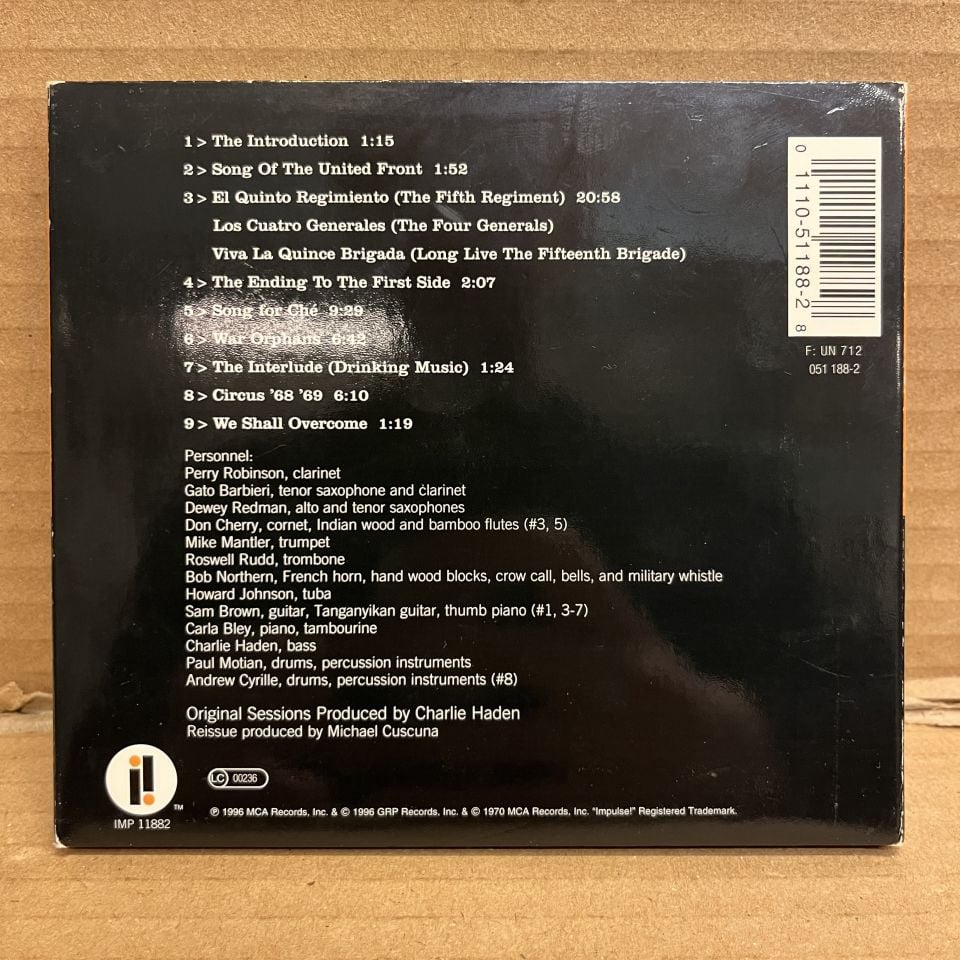 1 > The Introduction 1:15
2 > Song Of The United Front 1:52
3 > El Quinto Regimiento (The Fifth Regiment) 20:58
Los Cuatro Generales (The Four Generals)
Viva La Quince Brigada (Long Live The Fifteenth Brigade)
4 > The Ending To The First Side 2:07
5 > Song for Ché 9:29
6 > War Orphans 6:42
7 > The Interlude (Drinking Music) 1:24
8 > Circus '68 '69 6:10
9 > We Shall Overcome 1:19
Personnel:
Perry Robinson, clarinet
Gato Barbieri, tenor saxophone and clarinet
Dewey Redman, alto and tenor saxophones
Don Cherry, cornet, Indian wood and bamboo flutes (#3, 5)
Mike Mantler, trumpet
Roswell Rudd, trombone
Bob Northern, French horn, hand wood blocks, crow call, bells, and military whistle
Howard Johnson, tuba
Sam Brown, guitar, Tanganyikan guitar, thumb piano (#1, 3-7)
Carla Bley, piano, tambourine
Charlie Haden, bass
Paul Motian, drums, percussion instruments
Andrew Cyrille, drums, percussion instruments (#8)
Original Sessions Produced by Charlie Haden
Reissue produced by Michael Cuscuna
0 1110-51188-2 8
F: UN 712
051 188-2
TM
IMP 11882
LC 00236
℗ 1996 MCA Records, Inc. & © 1996 GRP Records, Inc. & © 1970 MCA Records, Inc. "Impulse!" Registered Trademark.